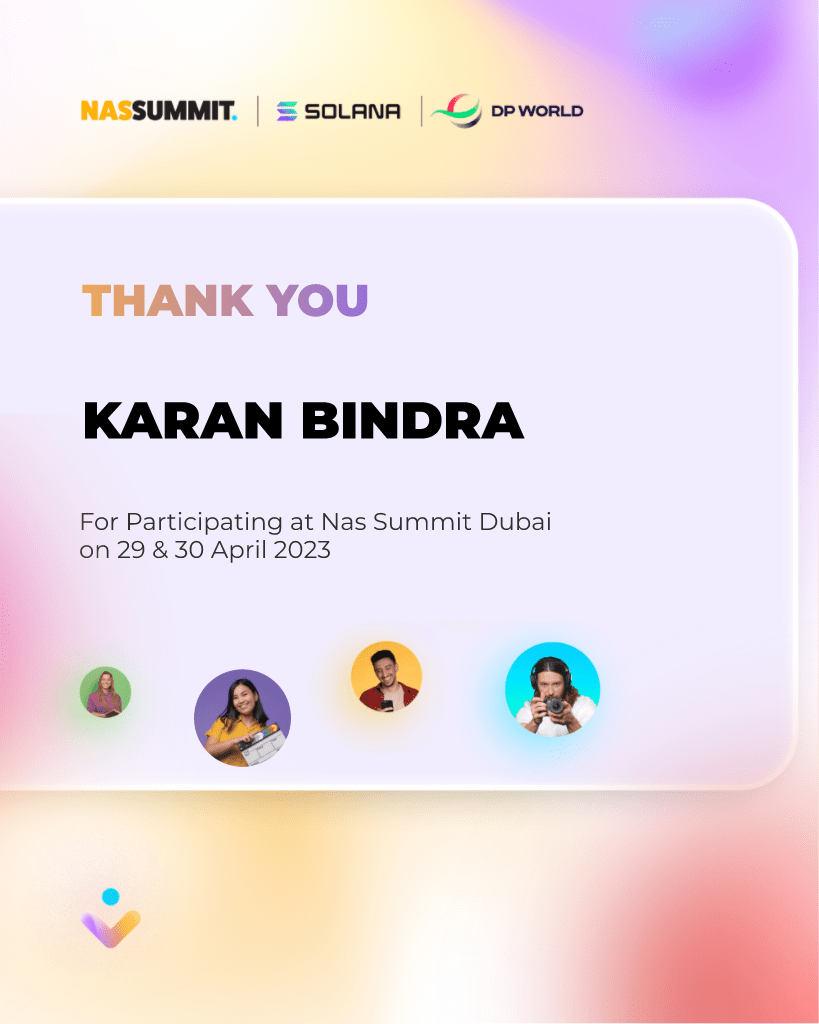 NASSUMMIT. | SOLANA | DP WORLD
THANK YOU
KARAN BINDRA
For Participating at Nas Summit Dubai
on 29 & 30 April 2023